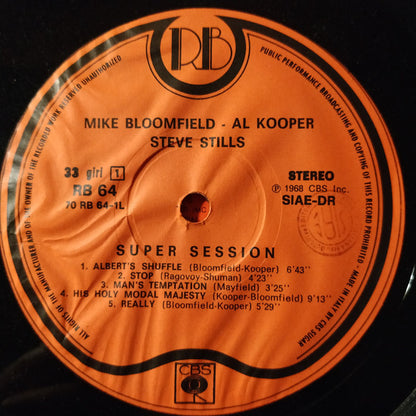 RB
MIKE BLOOMFIELD - AL KOOPER
STEVE STILLS
33 giri 1
RB 64
70 RB 64-1L
STEREO
℗ 1968 CBS Inc.
SIAE-DR
SUPER SESSION
1. ALBERT'S SHUFFLE (Bloomfield-Kooper) 6'43''
2. STOP (Ragovoy-Shuman) 4'23''
3. MAN'S TEMPTATION (Mayfield) 3'25''
4. HIS HOLY MODAL MAJESTY (Kooper-Bloomfield) 9'13''
5. REALLY (Bloomfield-Kooper) 5'29''
CBS
ALL RIGHTS OF THE MANUFACTURER AND OF THE OWNER OF THE RECORDED WORK RESERVED UNAUTHORIZED
PUBLIC PERFORMANCE BROADCASTING AND COPYING OF THIS RECORD PROHIBITED. MADE IN ITALY BY CBS SUGAR